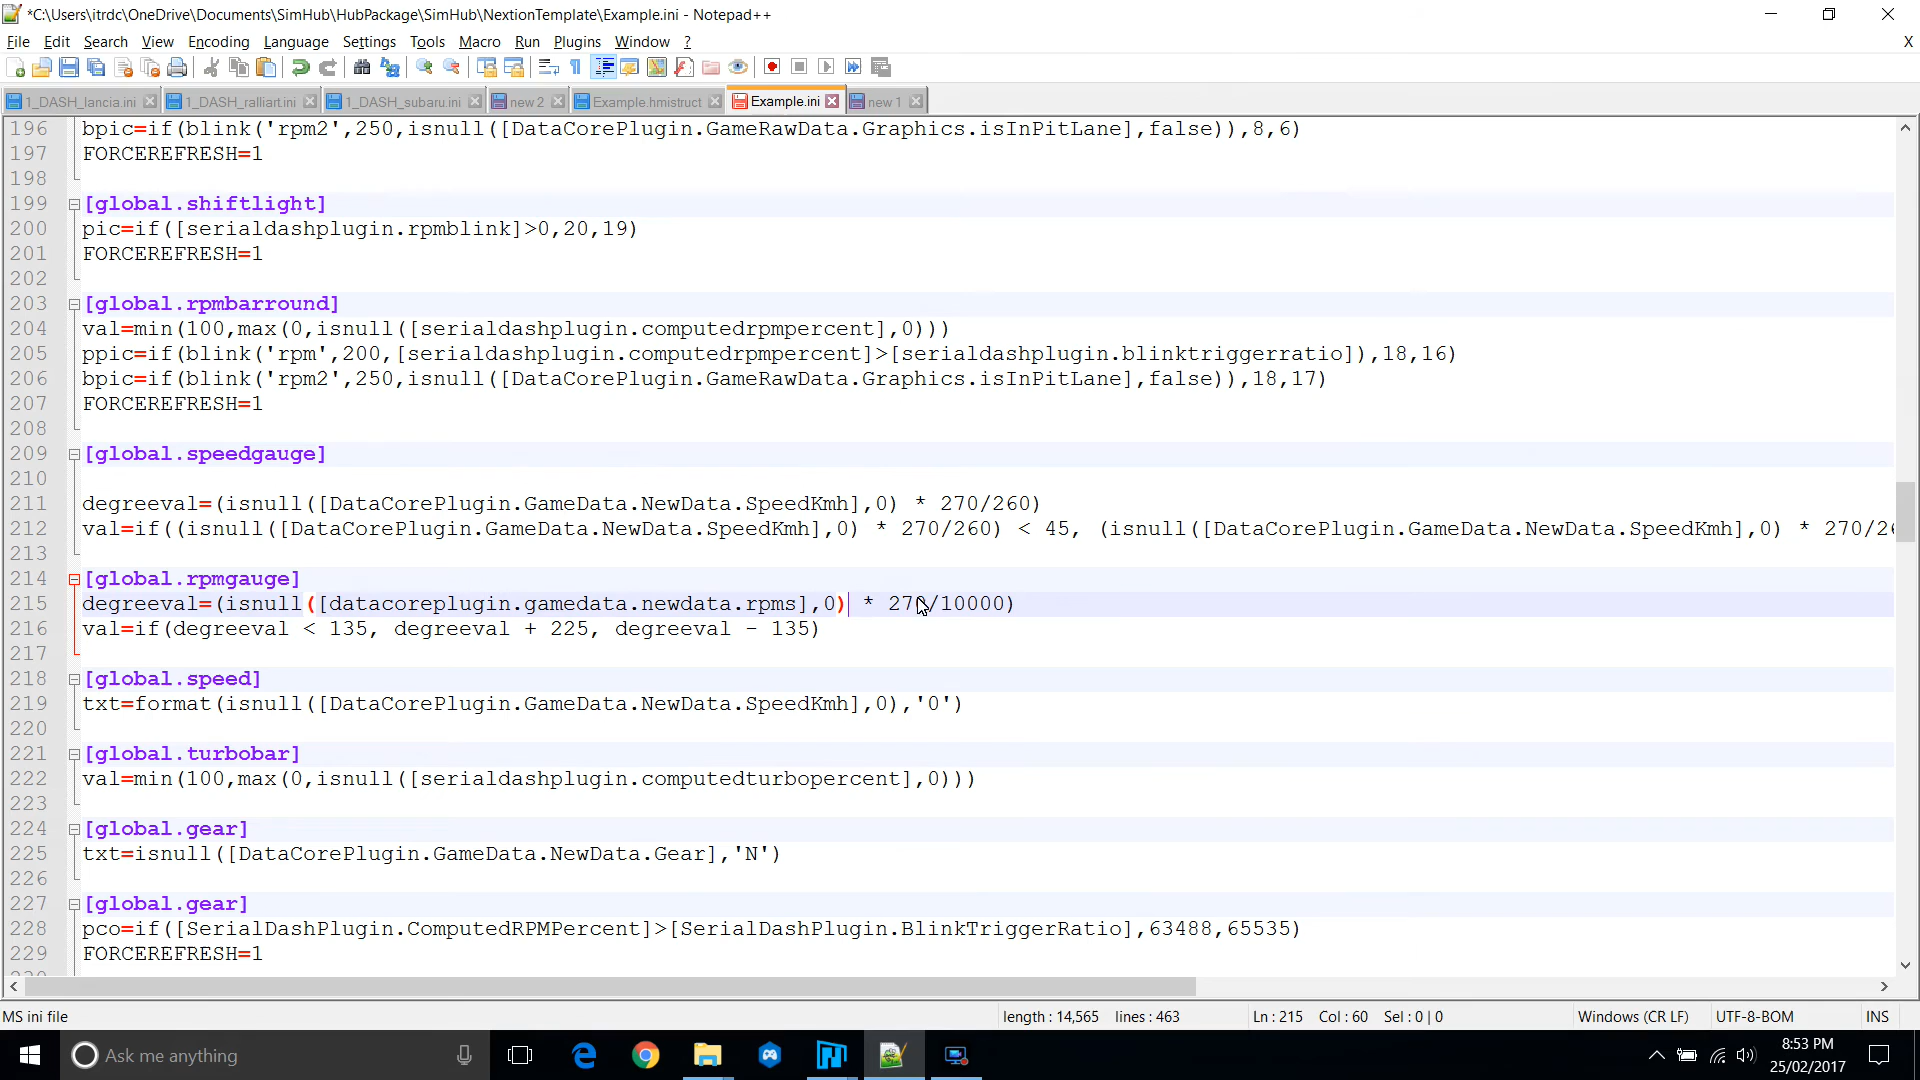 *C:\Users\itrdc\OneDrive\Documents\SimHub\HubPackage\SimHub\NextionTemplate\Example.ini - Notepad++
File Edit Search View Encoding Language Settings Tools Macro Run Plugins Window ? X
1_DASH_lancia.ini 1_DASH_ralliart.ini 1_DASH_subaru.ini new 2 Example.hmistruct Example.ini new 1
196 bpic=if(blink('rpm2',250,isnull([DataCorePlugin.GameRawData.Graphics.isInPitLane],false)),8,6)
197 FORCEREFRESH=1
198
199 [global.shiftlight]
200 pic=if([serialdashplugin.rpmblink]>0,20,19)
201 FORCEREFRESH=1
202
203 [global.rpmbarround]
204 val=min(100,max(0,isnull([serialdashplugin.computedrpmpercent],0)))
205 ppic=if(blink('rpm',200,[serialdashplugin.computedrpmpercent]>[serialdashplugin.blinktriggerratio]),18,16)
206 bpic=if(blink('rpm2',250,isnull([DataCorePlugin.GameRawData.Graphics.isInPitLane],false)),18,17)
207 FORCEREFRESH=1
208
209 [global.speedgauge]
210
211 degreeval=(isnull([DataCorePlugin.GameData.NewData.SpeedKmh],0) * 270/260)
212 val=if((isnull([DataCorePlugin.GameData.NewData.SpeedKmh],0) * 270/260) < 45, (isnull([DataCorePlugin.GameData.NewData.SpeedKmh],0) * 270/26
213
214 [global.rpmgauge]
215 degreeval=(isnull([datacoreplugin.gamedata.newdata.rpms],0) * 270/10000)
216 val=if(degreeval < 135, degreeval + 225, degreeval - 135)
217
218 [global.speed]
219 txt=format(isnull([DataCorePlugin.GameData.NewData.SpeedKmh],0),'0')
220
221 [global.turbobar]
222 val=min(100,max(0,isnull([serialdashplugin.computedturbopercent],0)))
223
224 [global.gear]
225 txt=isnull([DataCorePlugin.GameData.NewData.Gear],'N')
226
227 [global.gear]
228 pco=if([SerialDashPlugin.ComputedRPMPercent]>[SerialDashPlugin.BlinkTriggerRatio],63488,65535)
229 FORCEREFRESH=1
MS ini file length : 14,565 lines : 463 Ln : 215 Col : 60 Sel : 0 | 0 Windows (CR LF) UTF-8-BOM INS
Ask me anything
8:53 PM
25/02/2017